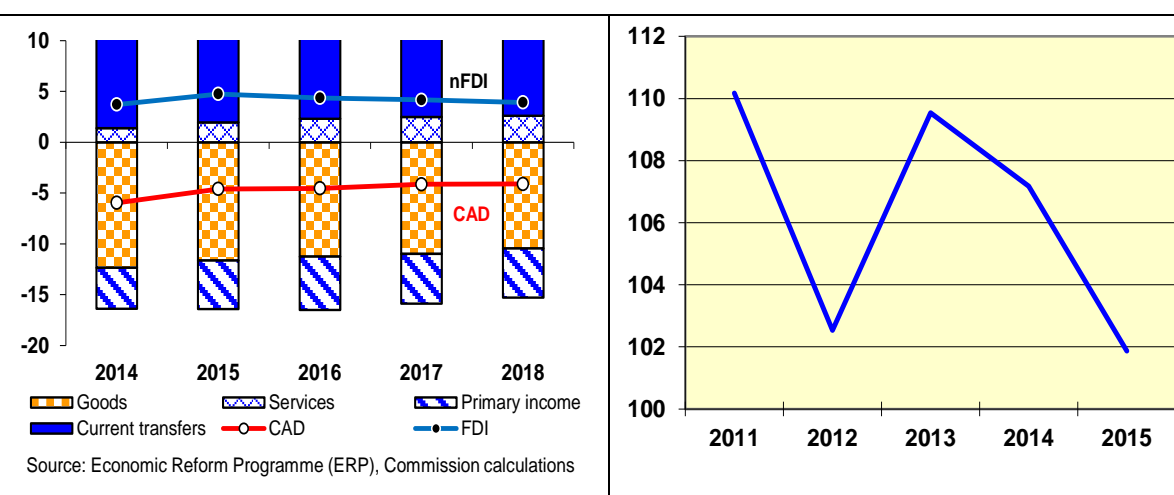 10
5
0
-5
-10
-15
-20
nFDI
CAD
2014 2015 2016 2017 2018
Goods Services Primary income
Current transfers CAD FDI
Source: Economic Reform Programme (ERP), Commission calculations
112
110
108
106
104
102
100
2011 2012 2013 2014 2015